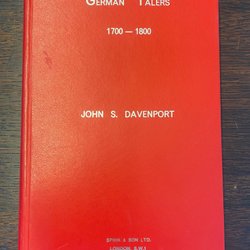 GERMAN TALERS
1700 — 1800
JOHN S. DAVENPORT
SPINK & SON LTD.
LONDON, S.W.1